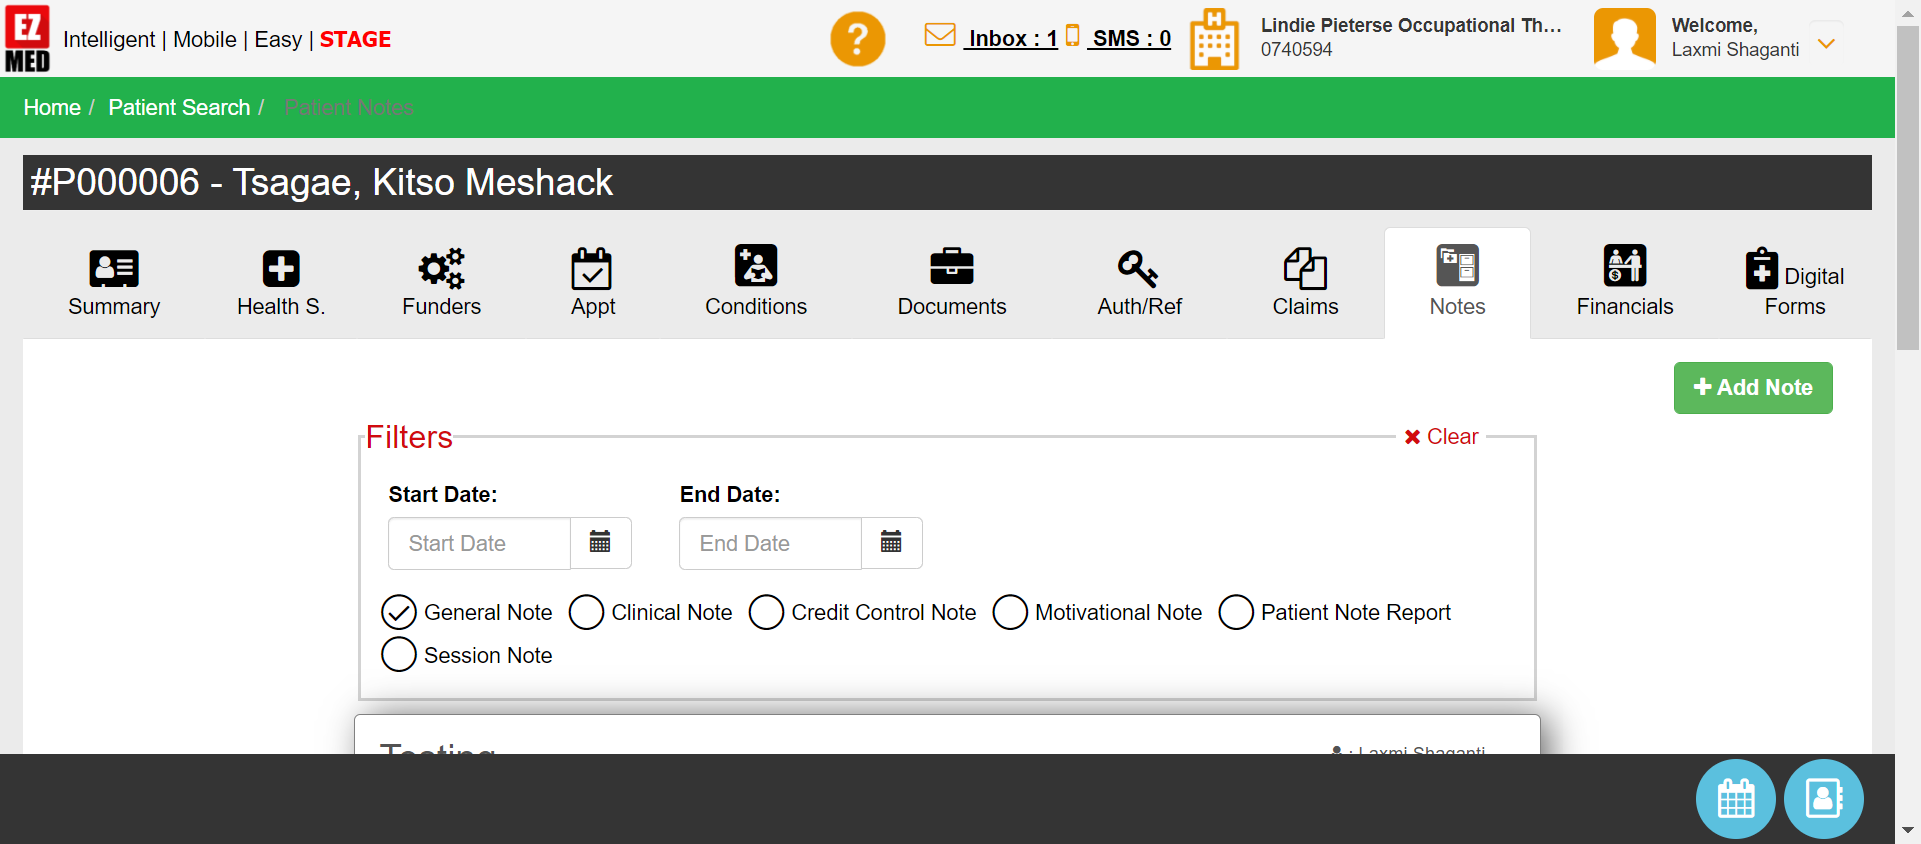 EZ
MED
Intelligent | Mobile | Easy | STAGE
?
Inbox : 1
SMS : 0
Lindie Pieterse Occupational Th...
0740594
Welcome,
Laxmi Shaganti
Home / Patient Search / Patient Notes
#P000006 - Tsagae, Kitso Meshack
Summary
Health S.
Funders
Appt
Conditions
Documents
Auth/Ref
Claims
Notes
Financials
Digital
Forms
Add Note
Filters
Clear
Start Date:
End Date:
Start Date
End Date
General Note
Clinical Note
Credit Control Note
Motivational Note
Patient Note Report
Session Note
Testing
: Laxmi Shaganti